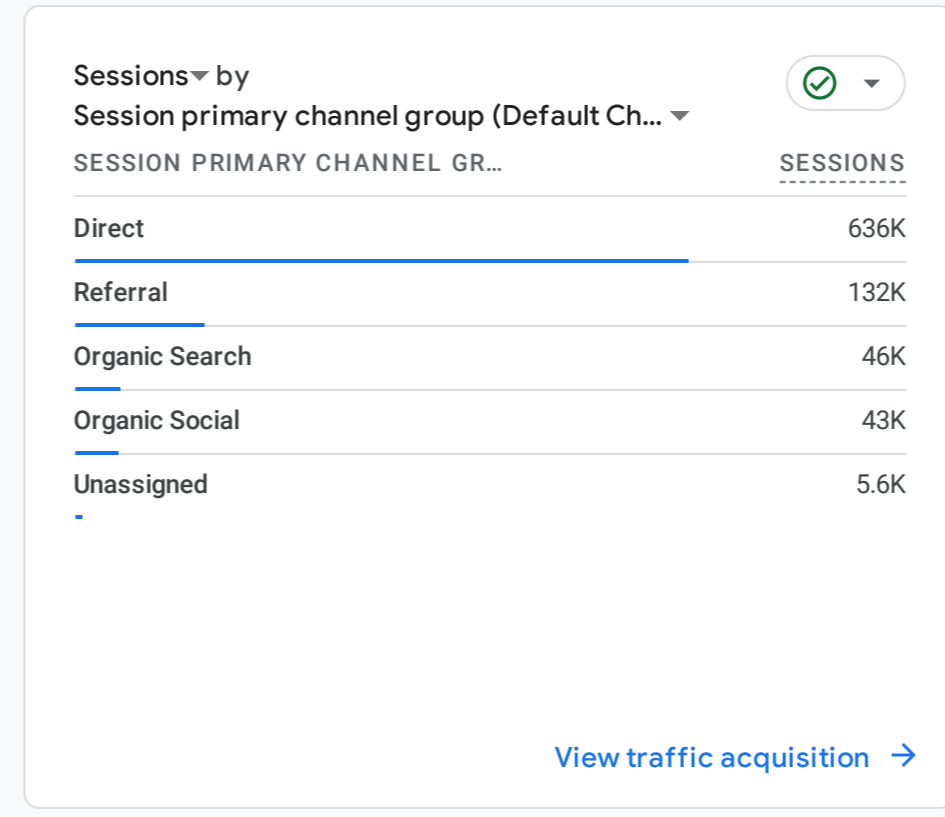 Sessions by
Session primary channel group (Default Ch...
SESSION PRIMARY CHANNEL GR... SESSIONS
Direct 636K
Referral 132K
Organic Search 46K
Organic Social 43K
Unassigned 5.6K
View traffic acquisition